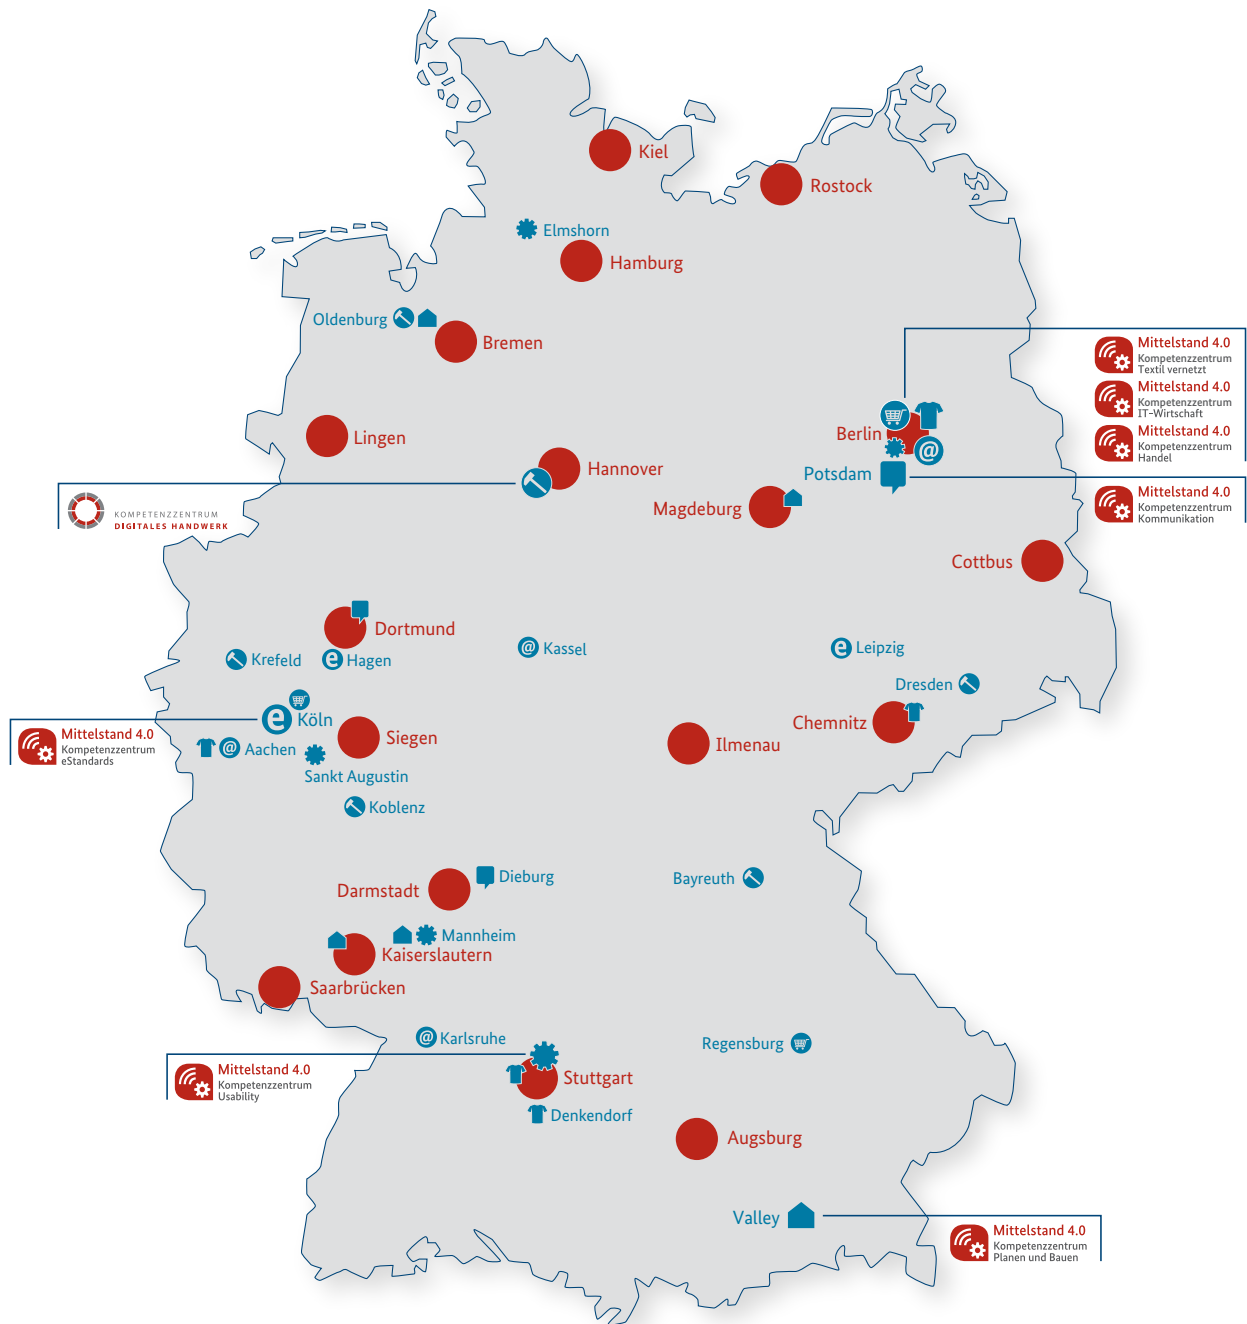 Kiel
Rostock
Elmshorn
Hamburg
Oldenburg
Bremen
Mittelstand 4.0
Kompetenzzentrum
Textil vernetzt
Mittelstand 4.0
Kompetenzzentrum
IT-Wirtschaft
Mittelstand 4.0
Kompetenzzentrum
Handel
Berlin
@
Lingen
Hannover
Potsdam
Mittelstand 4.0
Kompetenzzentrum
Kommunikation
Magdeburg
KOMPETENZZENTRUM
DIGITALES HANDWERK
Cottbus
Dortmund
Krefeld
e Hagen
@ Kassel
e Leipzig
Dresden
e Köln
Chemnitz
Mittelstand 4.0
Kompetenzzentrum
eStandards
Siegen
Ilmenau
@ Aachen
Sankt Augustin
Koblenz
Darmstadt
Dieburg
Bayreuth
Mannheim
Kaiserslautern
Saarbrücken
@ Karlsruhe
Regensburg
Mittelstand 4.0
Kompetenzzentrum
Usability
Stuttgart
Denkendorf
Augsburg
Valley
Mittelstand 4.0
Kompetenzzentrum
Planen und Bauen